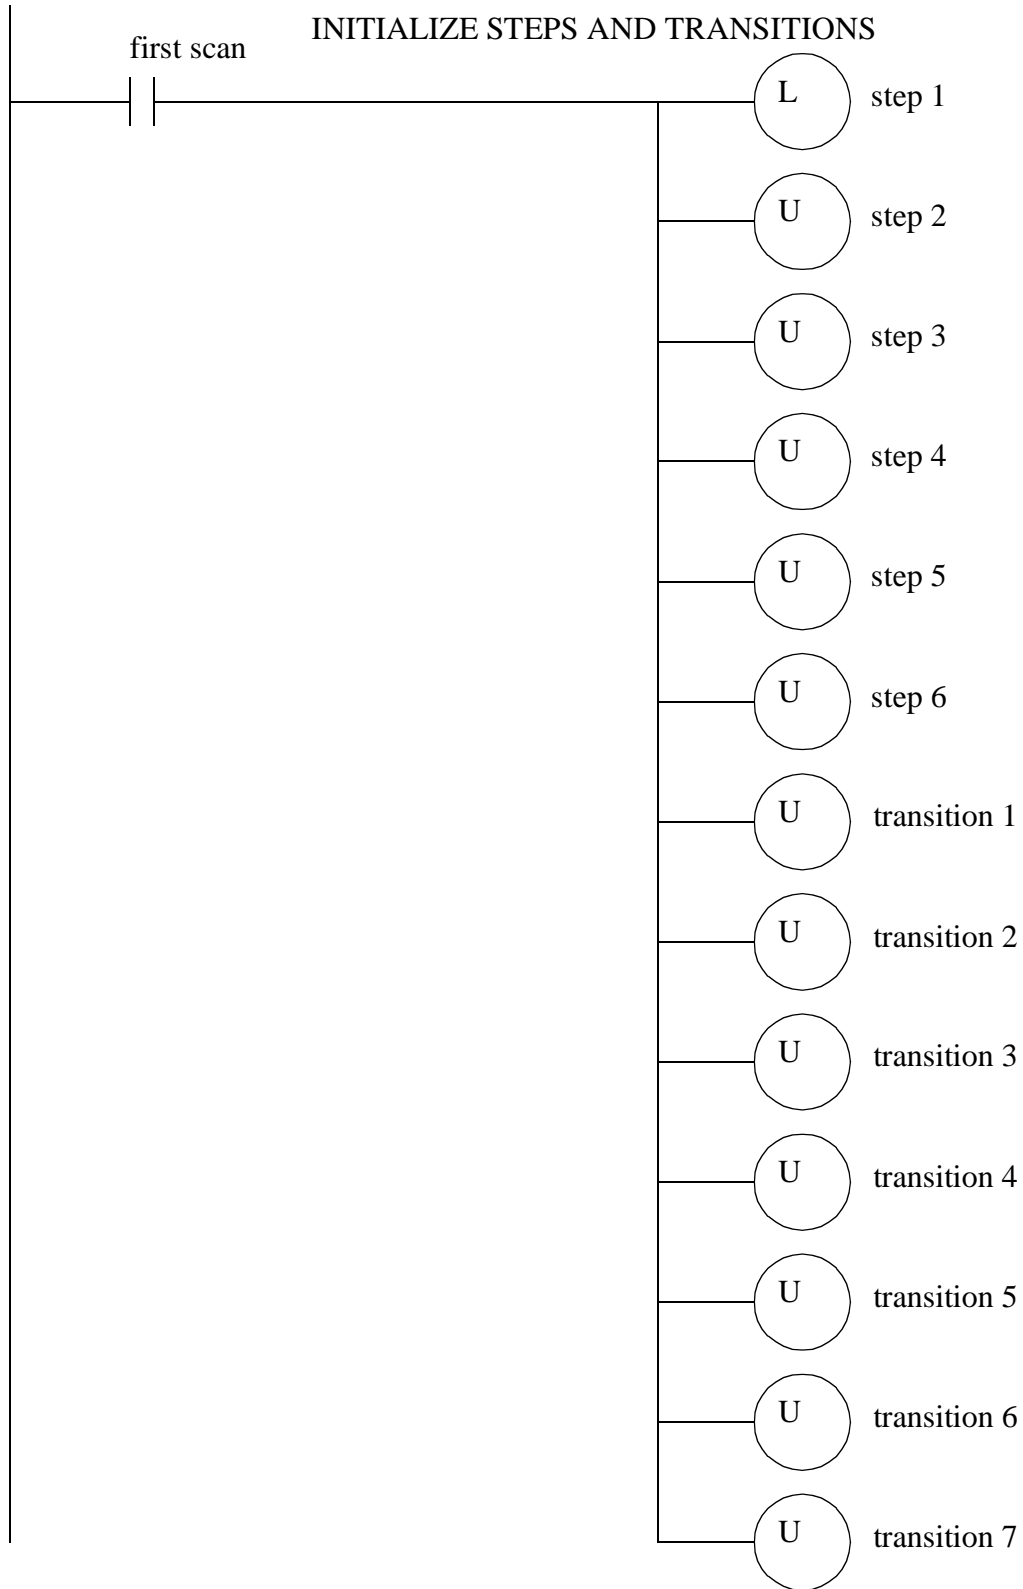 INITIALIZE STEPS AND TRANSITIONS
first scan
L step 1
U step 2
U step 3
U step 4
U step 5
U step 6
U transition 1
U transition 2
U transition 3
U transition 4
U transition 5
U transition 6
U transition 7